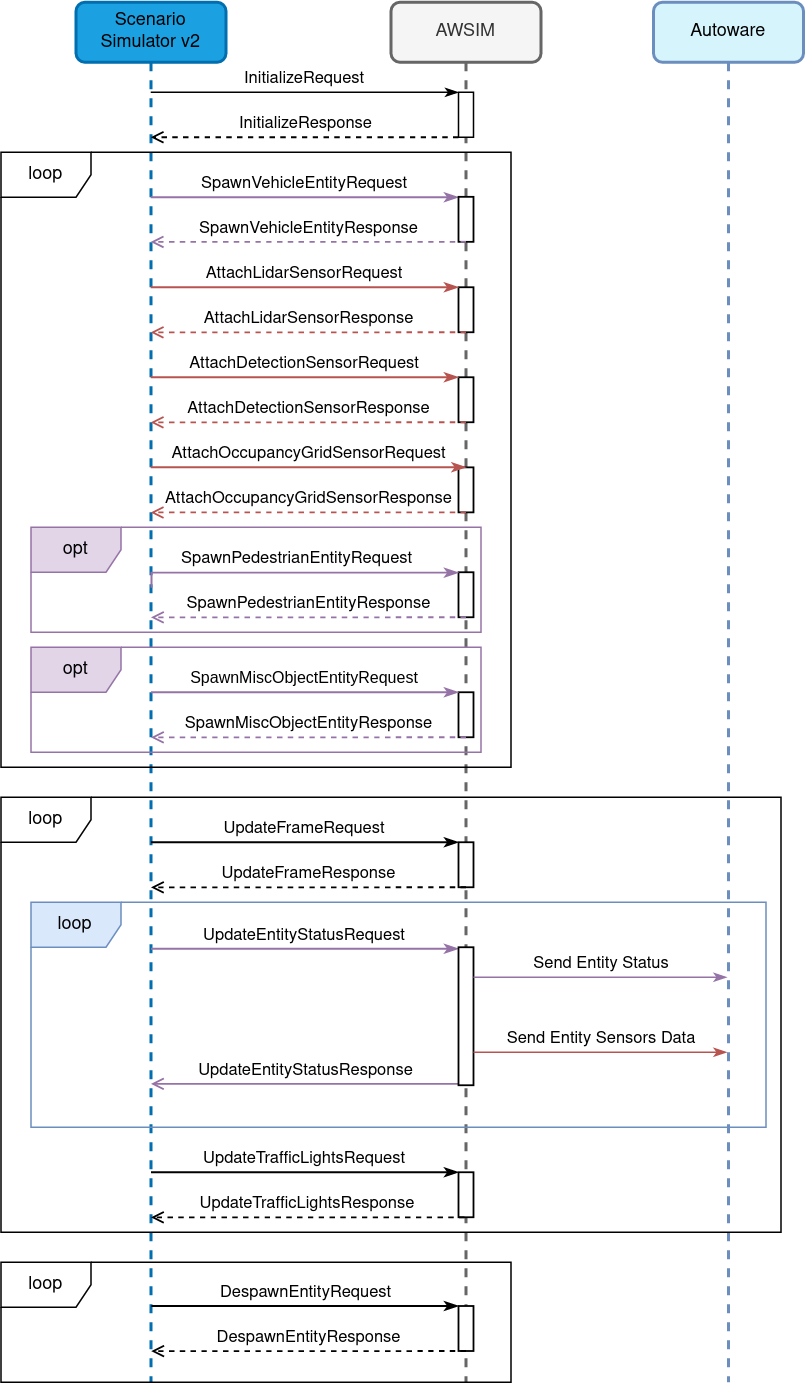 Scenario
Simulator v2
AWSIM
Autoware
InitializeRequest
InitializeResponse
loop
SpawnVehicleEntityRequest
SpawnVehicleEntityResponse
AttachLidarSensorRequest
AttachLidarSensorResponse
AttachDetectionSensorRequest
AttachDetectionSensorResponse
AttachOccupancyGridSensorRequest
AttachOccupancyGridSensorResponse
opt
SpawnPedestrianEntityRequest
SpawnPedestrianEntityResponse
opt
SpawnMiscObjectEntityRequest
SpawnMiscObjectEntityResponse
loop
UpdateFrameRequest
UpdateFrameResponse
loop
UpdateEntityStatusRequest
Send Entity Status
Send Entity Sensors Data
UpdateEntityStatusResponse
UpdateTrafficLightsRequest
UpdateTrafficLightsResponse
loop
DespawnEntityRequest
DespawnEntityResponse